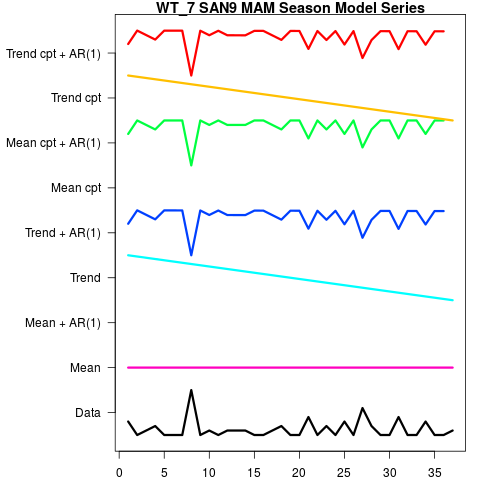 WT_7 SAN9 MAM Season Model Series
Trend cpt + AR(1)
Trend cpt
Mean cpt + AR(1)
Mean cpt
Trend + AR(1)
Trend
Mean + AR(1)
Mean
Data
0 5 10 15 20 25 30 35